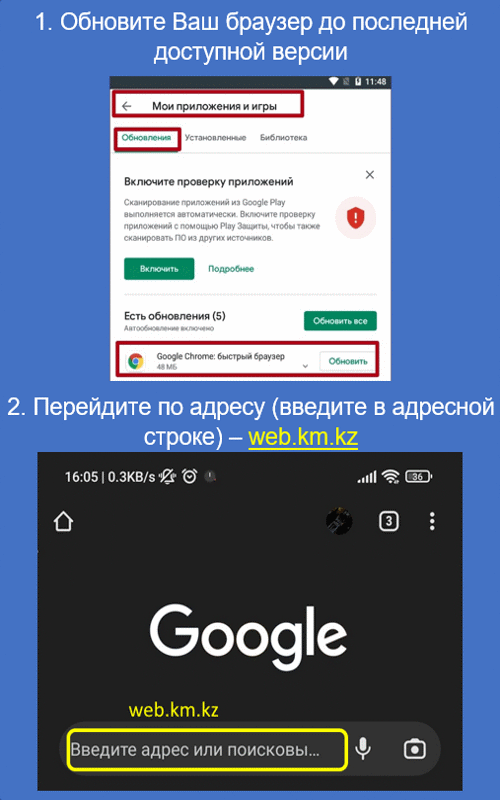 1. Обновите Ваш браузер до последней
доступной версии
11:48
Мои приложения и игры
Обновления Установленные Библиотека
Включите проверку приложений
Сканирование приложений из Google Play
выполняется автоматически. Включите проверку
приложений с помощью Play Защиты, чтобы также
сканировать ПО из других источников.
Включить Подробнее
Есть обновления (5)
Автообновление включено
Обновить все
Google Chrome: быстрый браузер
48 МБ
Обновить
2. Перейдите по адресу (введите в адресной
строке) – web.km.kz
16:05 | 0.3KB/s
36
3
Google
web.km.kz
Введите адрес или поисковы...